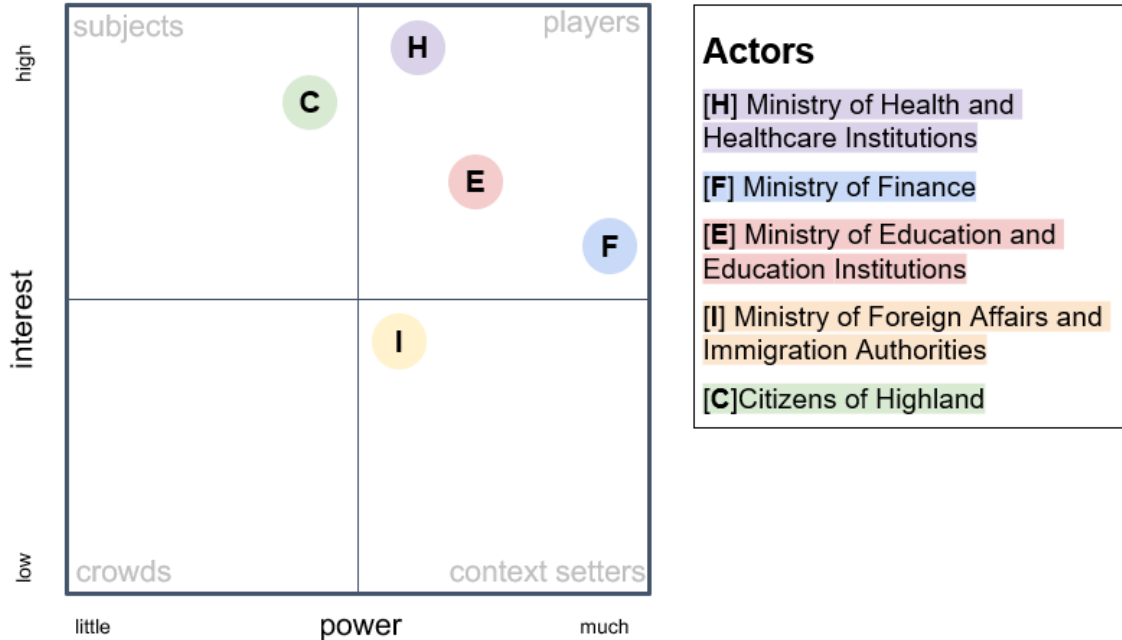 subjects
players
high
H
C
E
F
interest
I
low
crowds
context setters
little
power
much
Actors
[H] Ministry of Health and
Healthcare Institutions
[F] Ministry of Finance
[E] Ministry of Education and
Education Institutions
[I] Ministry of Foreign Affairs and
Immigration Authorities
[C]Citizens of Highland